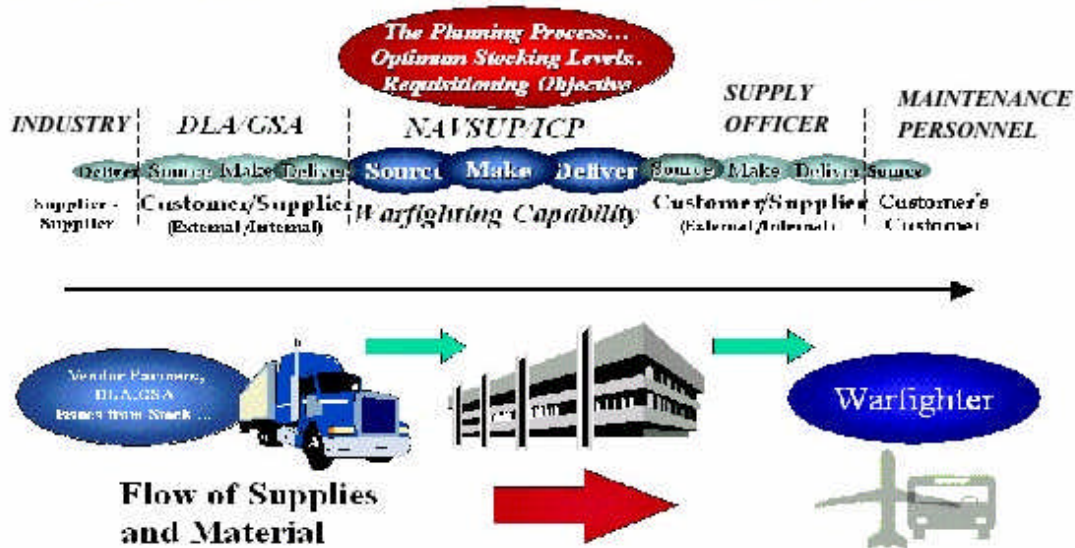 The Planning Process...
Optimum Stocking Levels..
Requisitioning Objective
INDUSTRY
DLA/GSA
NAVSUP/ICP
SUPPLY
OFFICER
MAINTENANCE
PERSONNEL
Deliver Source Make Deliver Source Make Deliver Source Make Deliver Source
Supplier's
Supplier
Customer/Supplier
(External/Internal)
Warfighting Capability
Customer/Supplier
(External/Internal)
Customer's
Customer
Vendor Partners,
DLA,GSA
Issues from Stock ...
Warfighter
Flow of Supplies
and Material